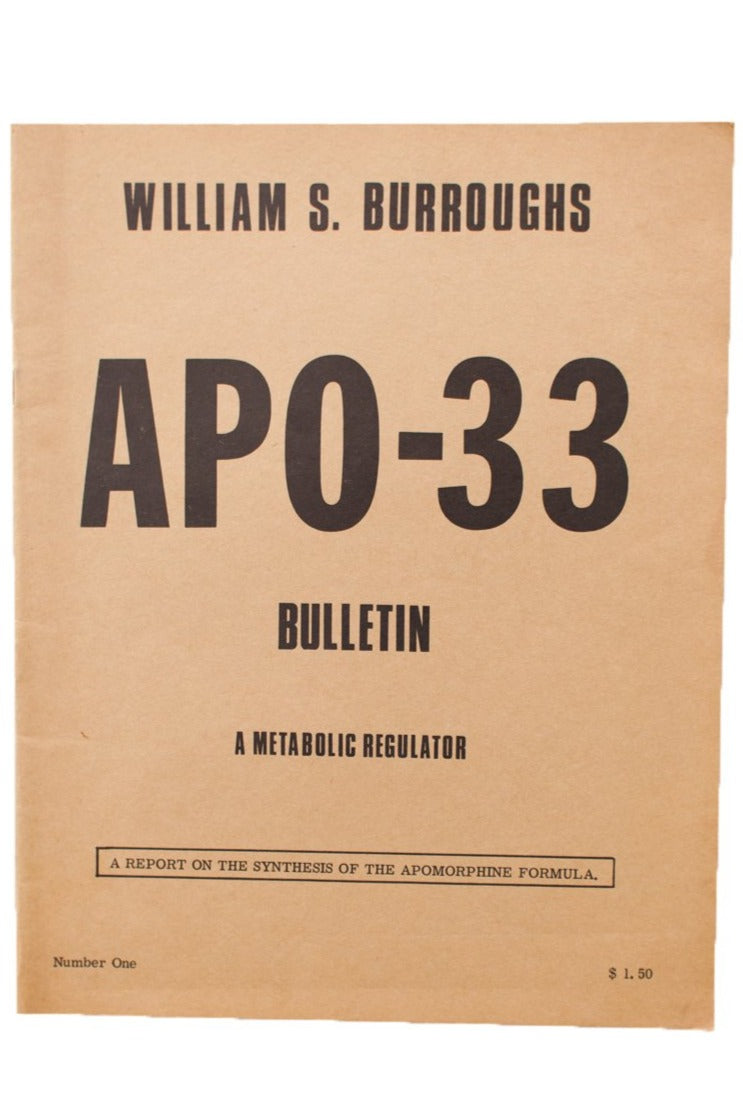 WILLIAM S. BURROUGHS
APO-33
BULLETIN
A METABOLIC REGULATOR
A REPORT ON THE SYNTHESIS OF THE APOMORPHINE FORMULA.
Number One
$ 1.50